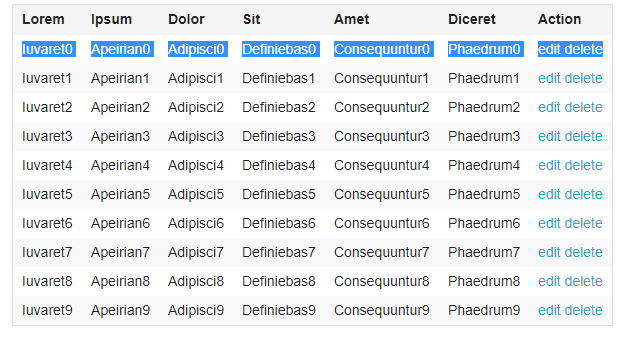 Lorem Ipsum Dolor Sit Amet Diceret Action
Iuvaret0 Apeirian0 Adipisci0 Definiebas0 Consequuntur0 Phaedrum0 edit delete
Iuvaret1 Apeirian1 Adipisci1 Definiebas1 Consequuntur1 Phaedrum1 edit delete
Iuvaret2 Apeirian2 Adipisci2 Definiebas2 Consequuntur2 Phaedrum2 edit delete
Iuvaret3 Apeirian3 Adipisci3 Definiebas3 Consequuntur3 Phaedrum3 edit delete
Iuvaret4 Apeirian4 Adipisci4 Definiebas4 Consequuntur4 Phaedrum4 edit delete
Iuvaret5 Apeirian5 Adipisci5 Definiebas5 Consequuntur5 Phaedrum5 edit delete
Iuvaret6 Apeirian6 Adipisci6 Definiebas6 Consequuntur6 Phaedrum6 edit delete
Iuvaret7 Apeirian7 Adipisci7 Definiebas7 Consequuntur7 Phaedrum7 edit delete
Iuvaret8 Apeirian8 Adipisci8 Definiebas8 Consequuntur8 Phaedrum8 edit delete
Iuvaret9 Apeirian9 Adipisci9 Definiebas9 Consequuntur9 Phaedrum9 edit delete